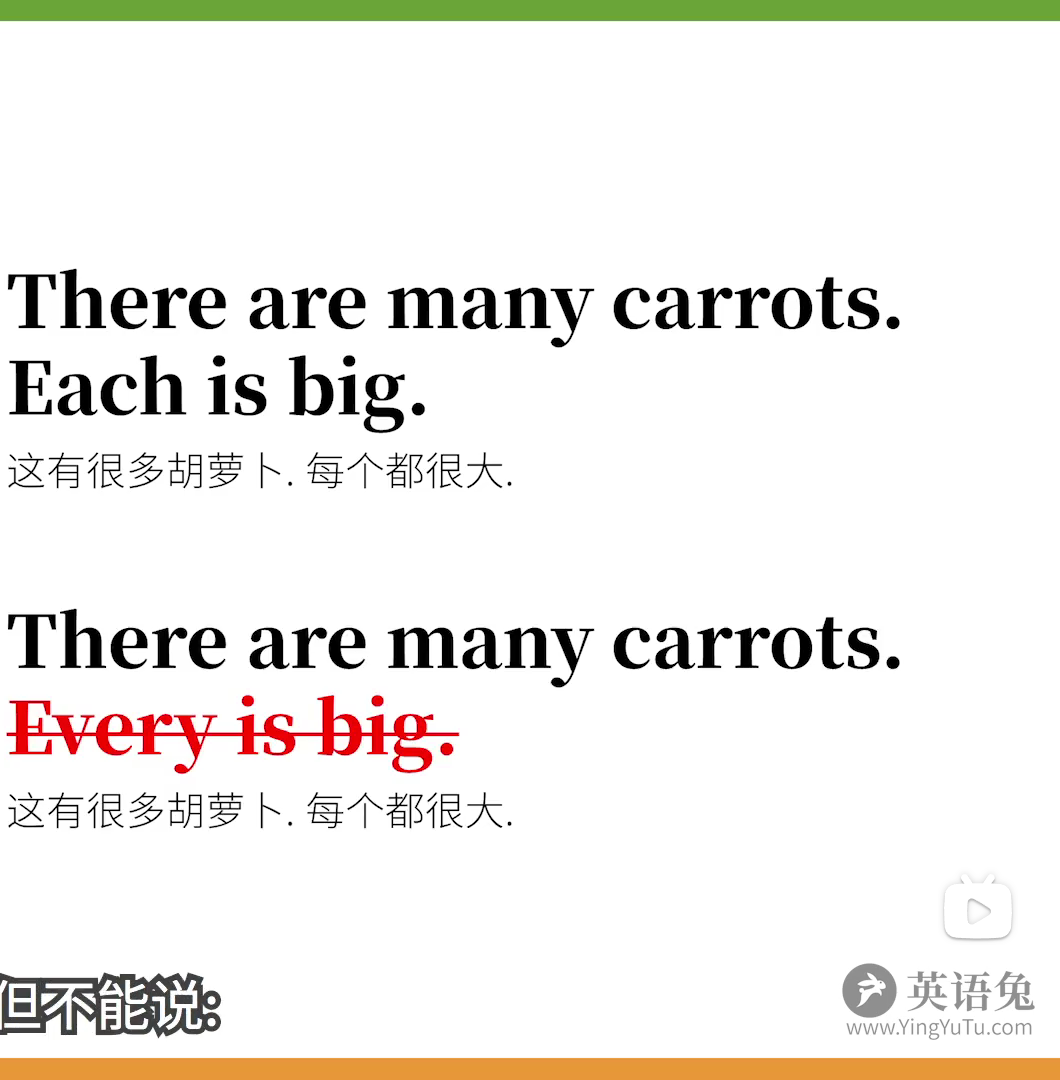 There are many carrots.
Each is big.
这有很多胡萝卜. 每个都很大.
There are many carrots.
Every is big.
这有很多胡萝卜. 每个都很大.
但不能说:
英语兔
www.YingYuTu.com